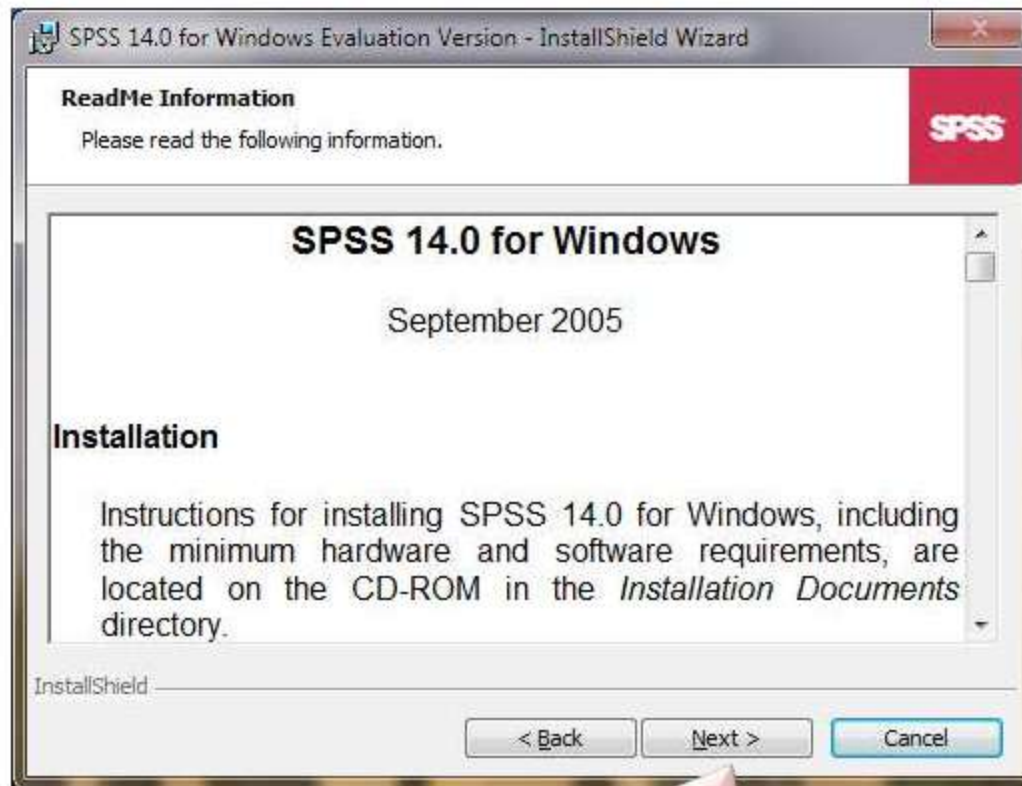 SPSS 14.0 for Windows Evaluation Version - InstallShield Wizard
ReadMe Information
Please read the following information.
SPSS
SPSS 14.0 for Windows
September 2005
Installation
Instructions for installing SPSS 14.0 for Windows, including
the minimum hardware and software requirements, are
located on the CD-ROM in the Installation Documents
directory.
InstallShield
< Back Next > Cancel